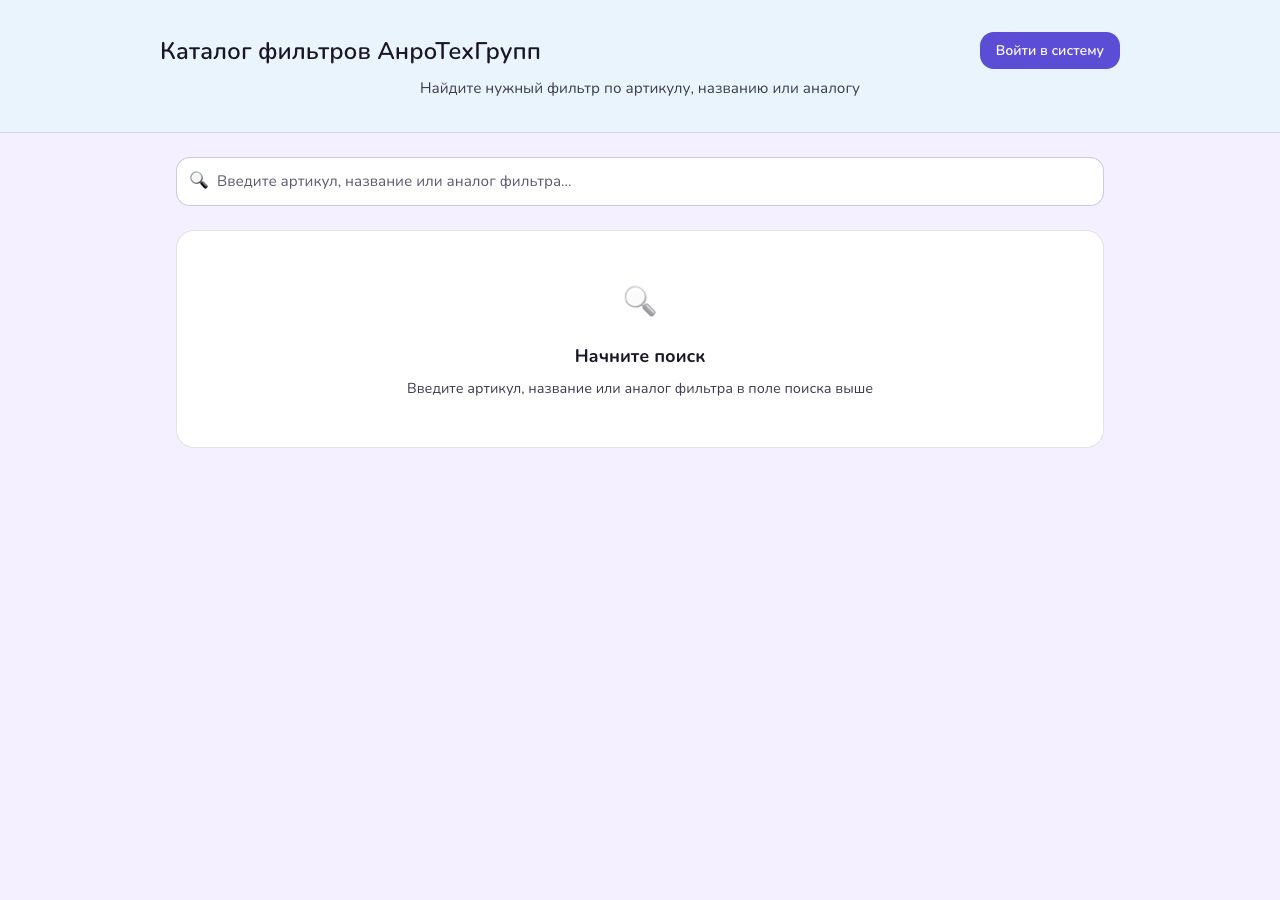 Каталог фильтров АнроТехГрупп
Войти в систему
Найдите нужный фильтр по артикулу, названию или аналогу
Введите артикул, название или аналог фильтра...
Начните поиск
Введите артикул, название или аналог фильтра в поле поиска выше